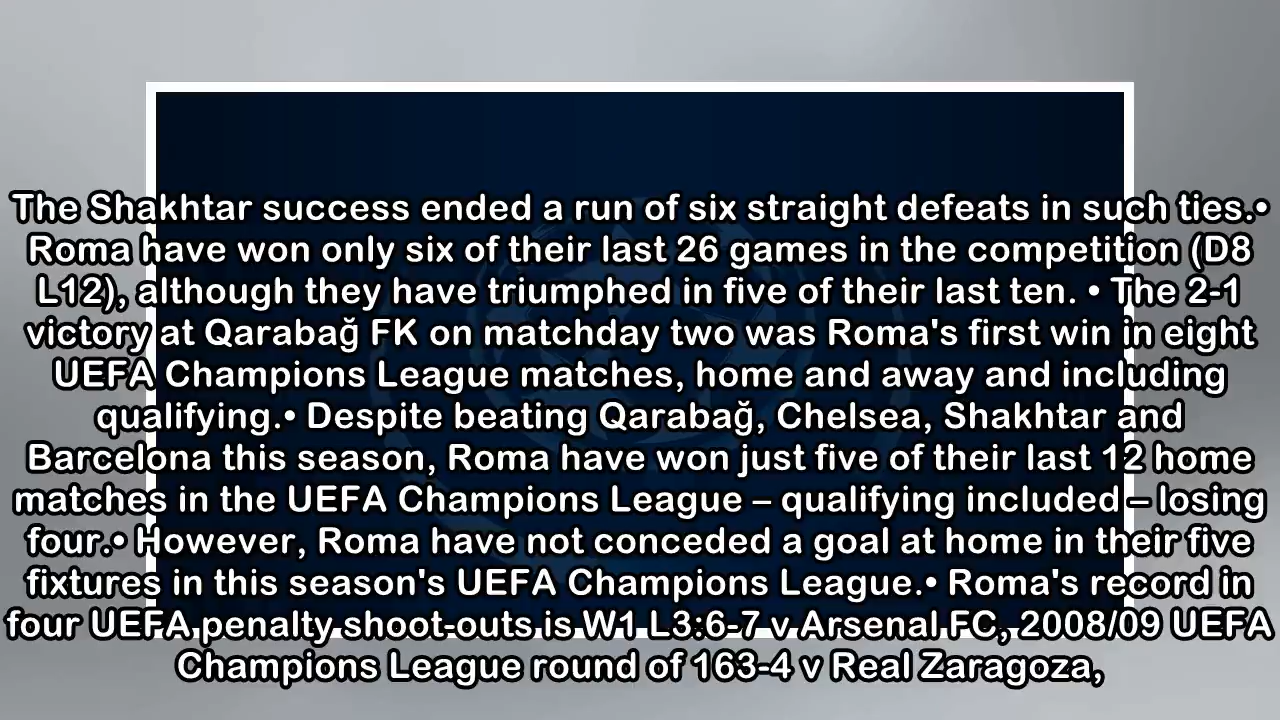 The Shakhtar success ended a run of six straight defeats in such ties.•
Roma have won only six of their last 26 games in the competition (D8
L12), although they have triumphed in five of their last ten. • The 2-1
victory at Qarabağ FK on matchday two was Roma's first win in eight
UEFA Champions League matches, home and away and including
qualifying.• Despite beating Qarabağ, Chelsea, Shakhtar and
Barcelona this season, Roma have won just five of their last 12 home
matches in the UEFA Champions League – qualifying included – losing
four.• However, Roma have not conceded a goal at home in their five
fixtures in this season's UEFA Champions League.• Roma's record in
four UEFA penalty shoot-outs is W1 L3:6-7 v Arsenal FC, 2008/09 UEFA
Champions League round of 163-4 v Real Zaragoza,